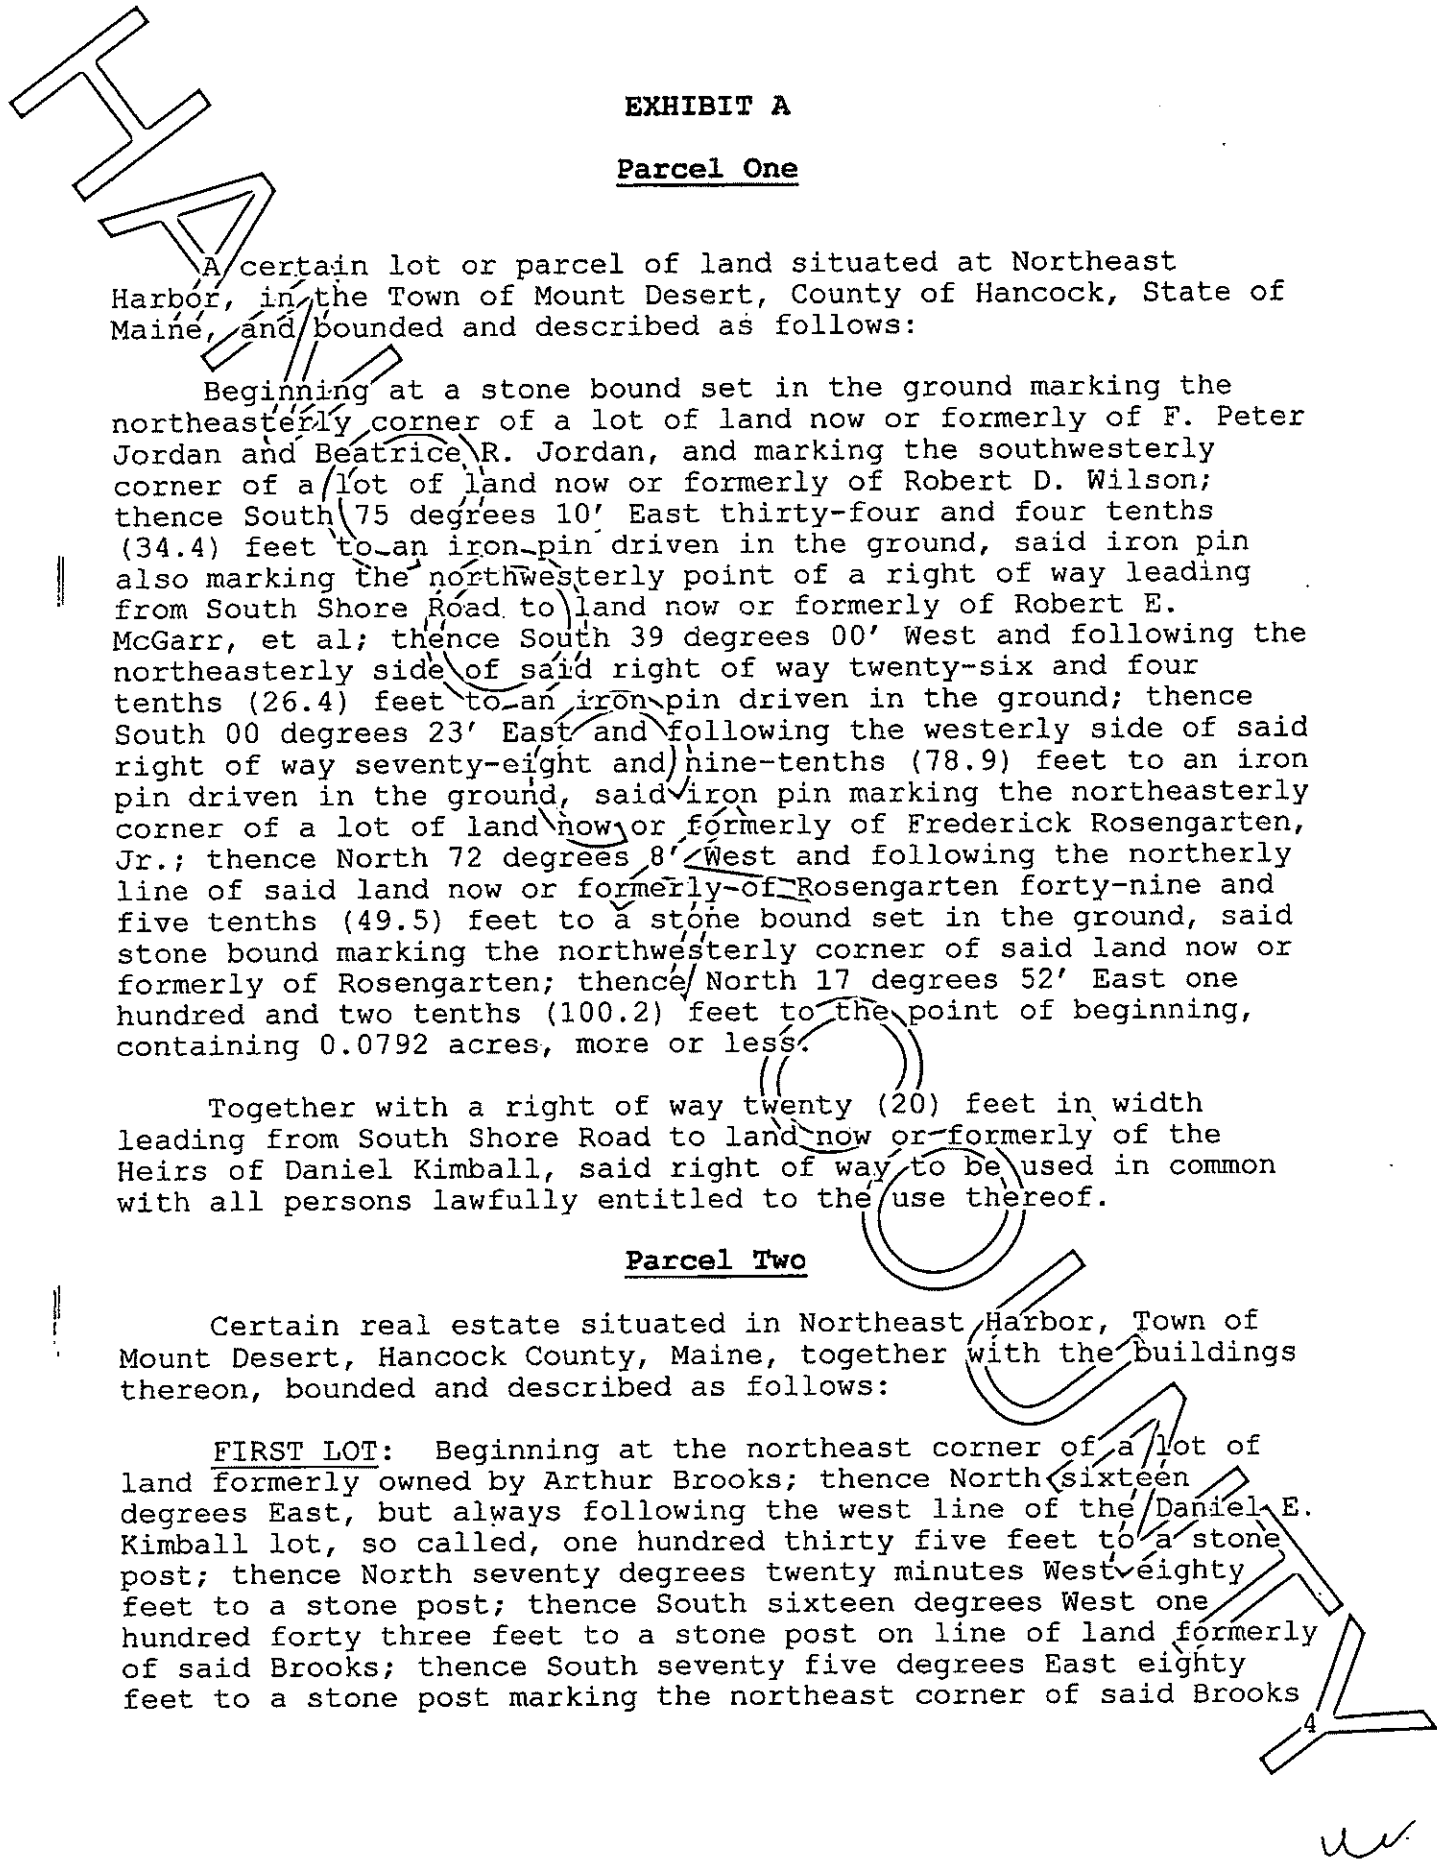 EXHIBIT A
Parcel One
A certain lot or parcel of land situated at Northeast
Harbor, in the Town of Mount Desert, County of Hancock, State of
Maine, and bounded and described as follows:
Beginning at a stone bound set in the ground marking the
northeasterly corner of a lot of land now or formerly of F. Peter
Jordan and Beatrice R. Jordan, and marking the southwesterly
corner of a lot of land now or formerly of Robert D. Wilson;
thence South 75 degrees 10' East thirty-four and four tenths
(34.4) feet to an iron pin driven in the ground, said iron pin
also marking the northwesterly point of a right of way leading
from South Shore Road to land now or formerly of Robert E.
McGarr, et al; thence South 39 degrees 00' West and following the
northeasterly side of said right of way twenty-six and four
tenths (26.4) feet to an iron pin driven in the ground; thence
South 00 degrees 23' East and following the westerly side of said
right of way seventy-eight and nine-tenths (78.9) feet to an iron
pin driven in the ground, said iron pin marking the northeasterly
corner of a lot of land now or formerly of Frederick Rosengarten,
Jr.; thence North 72 degrees 8' West and following the northerly
line of said land now or formerly of Rosengarten forty-nine and
five tenths (49.5) feet to a stone bound set in the ground, said
stone bound marking the northwesterly corner of said land now or
formerly of Rosengarten; thence North 17 degrees 52' East one
hundred and two tenths (100.2) feet to the point of beginning,
containing 0.0792 acres, more or less.
Together with a right of way twenty (20) feet in width
leading from South Shore Road to land now or formerly of the
Heirs of Daniel Kimball, said right of way to be used in common
with all persons lawfully entitled to the use thereof.
Parcel Two
Certain real estate situated in Northeast Harbor, Town of
Mount Desert, Hancock County, Maine, together with the buildings
thereon, bounded and described as follows:
FIRST LOT: Beginning at the northeast corner of a lot of
land formerly owned by Arthur Brooks; thence North sixteen
degrees East, but always following the west line of the Daniel E.
Kimball lot, so called, one hundred thirty five feet to a stone
post; thence North seventy degrees twenty minutes West eighty
feet to a stone post; thence South sixteen degrees West one
hundred forty three feet to a stone post on line of land formerly
of said Brooks; thence South seventy five degrees East eighty
feet to a stone post marking the northeast corner of said Brooks
4